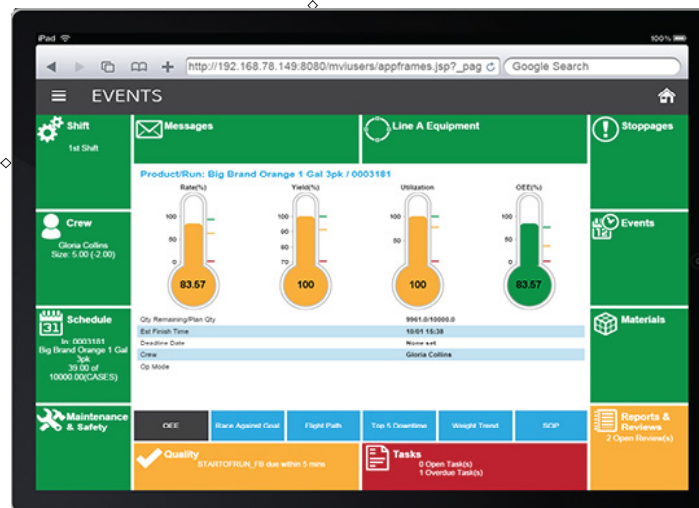 iPad
100%
http://192.168.78.149:8080/mviusers/appframes.jsp?_pag
Google Search
EVENTS
Shift
1st Shift
Messages
Line A Equipment
Stoppages
Product/Run: Big Brand Orange 1 Gal 3pk / 0003181
Rate(%)
Yield(%)
Utilization
OEE(%)
100
50
0
83.57
100
90
80
70
100
100
50
0
100
100
50
0
83.57
Crew
Gloria Collins
Size: 5.00 (-2.00)
Events
12
Schedule
31
In: 0003181
Big Brand Orange 1 Gal
3pk
39.00 of
10000.00(CASES)
Qty Remaining/Plan Qty 9961.0/10000.0
Est Finish Time 10/01 15:38
Deadline Date None set
Crew Gloria Collins
Op Mode
Materials
Maintenance
& Safety
OEE
Race Against Goal
Flight Path
Top 5 Downtime
Weight Trend
SOP
Reports &
Reviews
2 Open Review(s)
Quality
STARTOFRUN_FB due within 5 mins
Tasks
0 Open Task(s)
1 Overdue Task(s)